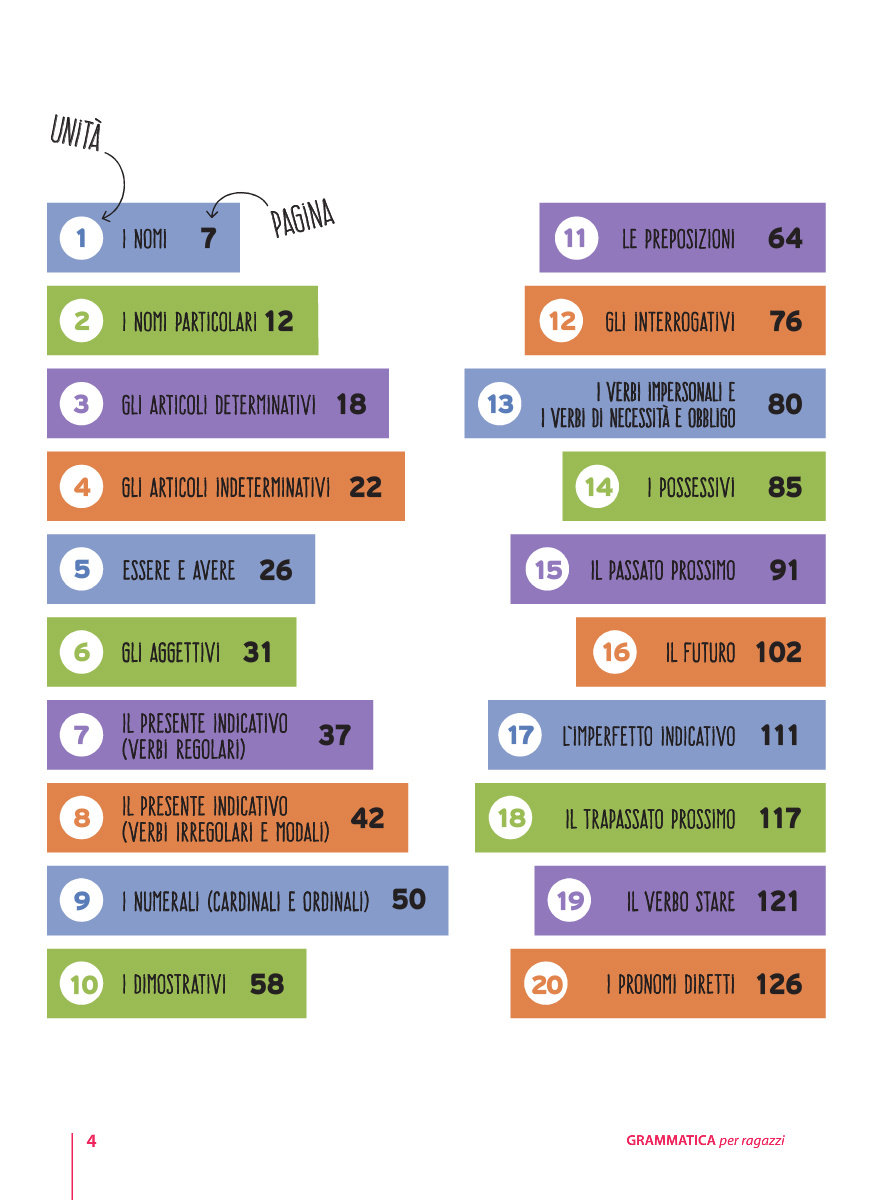 UNITÀ
PAGINA
1 I NOMI 7
2 I NOMI PARTICOLARI 12
3 GLI ARTICOLI DETERMINATIVI 18
4 GLI ARTICOLI INDETERMINATIVI 22
5 ESSERE E AVERE 26
6 GLI AGGETTIVI 31
7 IL PRESENTE INDICATIVO
(VERBI REGOLARI) 37
8 IL PRESENTE INDICATIVO
(VERBI IRREGOLARI E MODALI) 42
9 I NUMERALI (CARDINALI E ORDINALI) 50
10 I DIMOSTRATIVI 58
11 LE PREPOSIZIONI 64
12 GLI INTERROGATIVI 76
13 I VERBI IMPERSONALI E
I VERBI DI NECESSITÀ E OBBLIGO 80
14 I POSSESSIVI 85
15 IL PASSATO PROSSIMO 91
16 IL FUTURO 102
17 L'IMPERFETTO INDICATIVO 111
18 IL TRAPASSATO PROSSIMO 117
19 IL VERBO STARE 121
20 I PRONOMI DIRETTI 126
4
GRAMMATICA per ragazzi